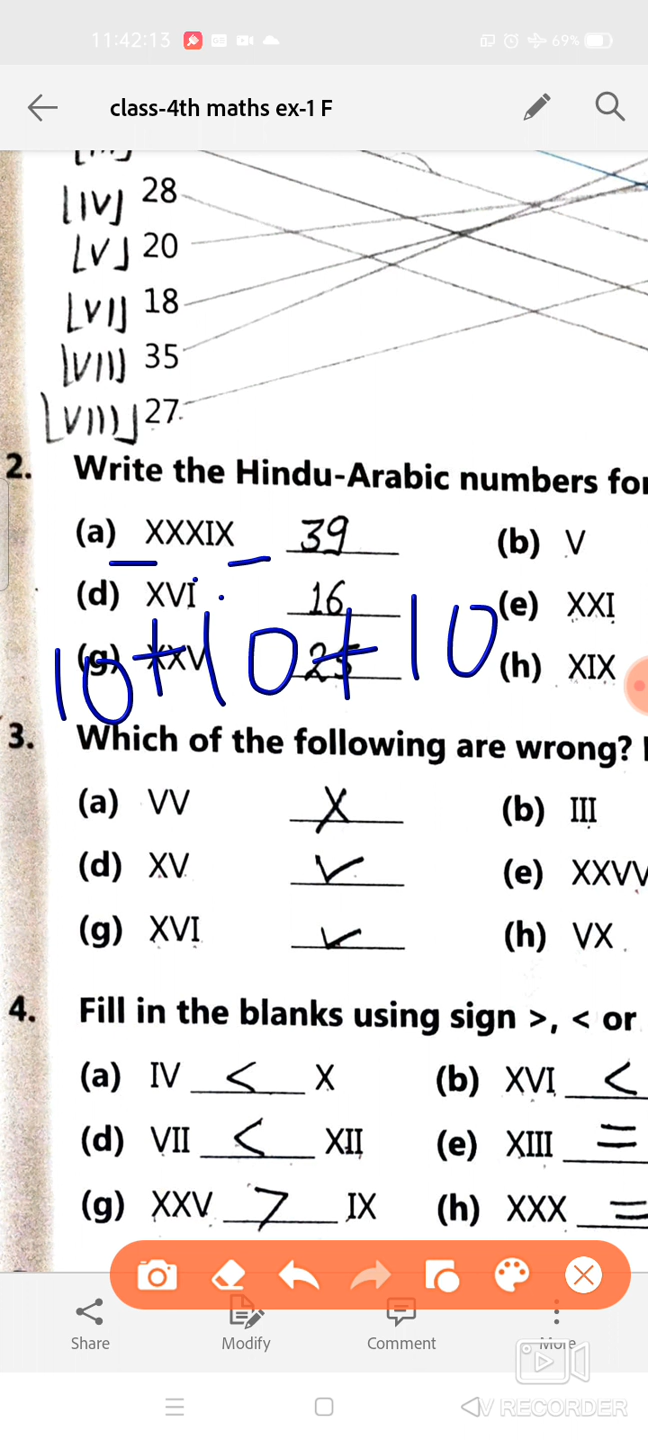 11:42:13 69%
class-4th maths ex-1 F
[iv] 28
[v] 20
[vi] 18
[vii] 35
[viii] 27
2. Write the Hindu-Arabic numbers for
(a) XXXIX 39 (b) V
(d) XVI 16 (e) XXI
(g) XXV 25 (h) XIX
10+10+10
3. Which of the following are wrong?
(a) VV X (b) III
(d) XV ✓ (e) XXVV
(g) XVI ✓ (h) VX
4. Fill in the blanks using sign >, < or
(a) IV < X (b) XVI <
(d) VII < XII (e) XIII =
(g) XXV > IX (h) XXX =
Share Modify Comment More
V RECORDER